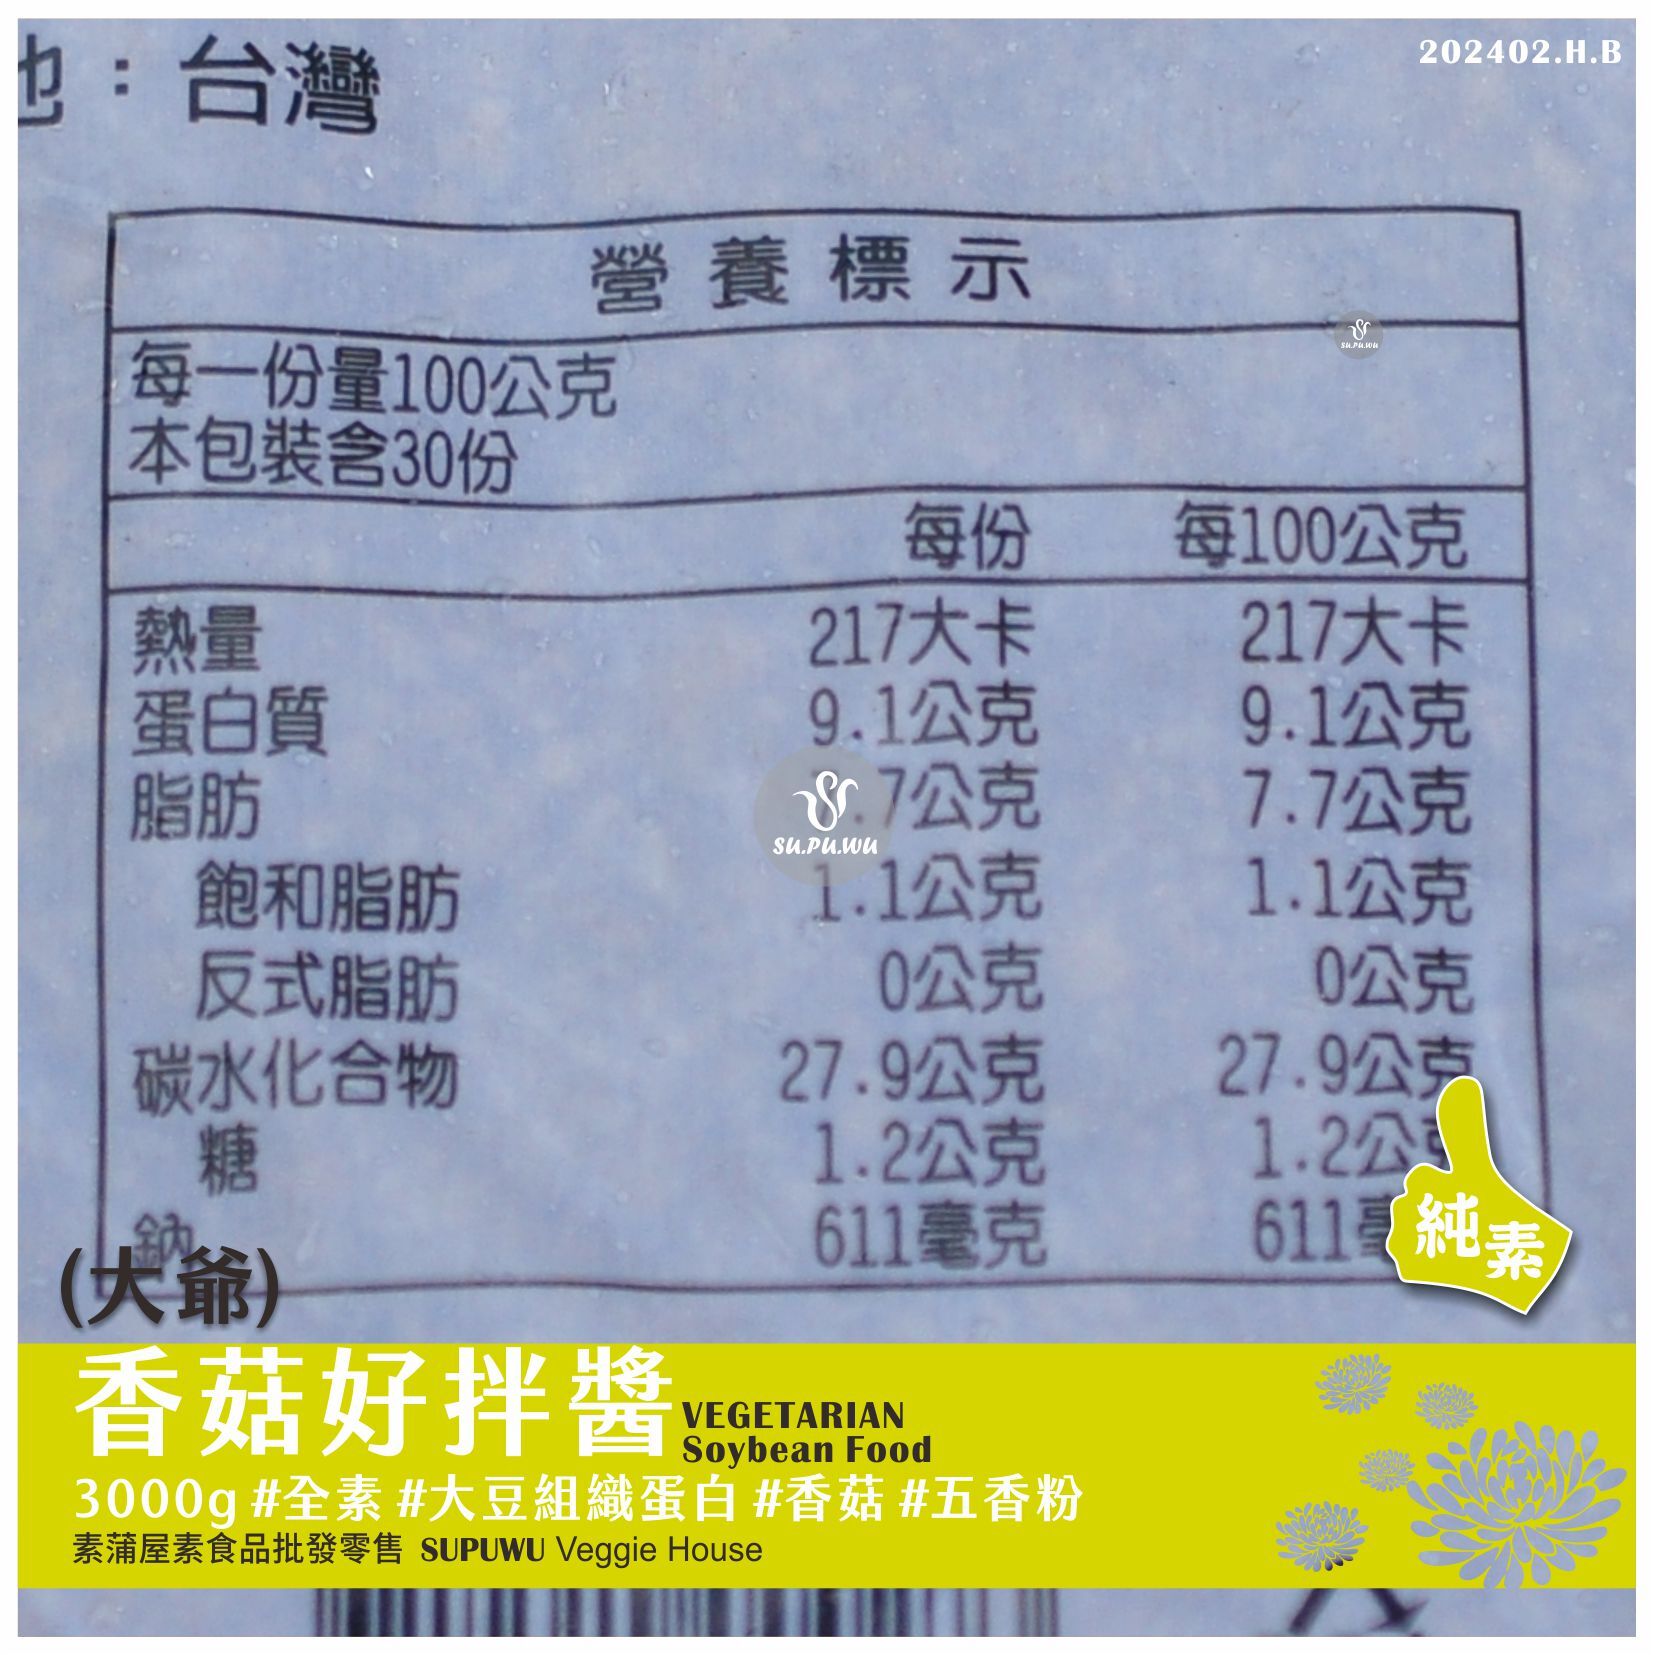 地：台灣
202402.H.B
營養標示
SU.PU.WU
每一份量100公克
本包裝含30份
每份 每100公克
熱量 217大卡 217大卡
蛋白質 9.1公克 9.1公克
脂肪 .7公克 7.7公克
SU.PU.WU
飽和脂肪 1.1公克 1.1公克
反式脂肪 0公克 0公克
碳水化合物 27.9公克 27.9公克
糖 1.2公克 1.2公克
鈉 611毫克 611毫
純素
(大爺)
香菇好拌醬 VEGETARIAN
Soybean Food
3000g #全素 #大豆組織蛋白 #香菇 #五香粉
素蒲屋素食品批發零售 SUPUWU Veggie House